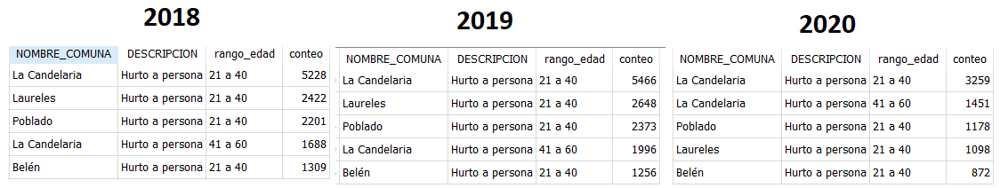 2018
NOMBRE_COMUNA DESCRIPCION rango_edad conteo
La Candelaria Hurto a persona 21 a 40 5228
Laureles Hurto a persona 21 a 40 2422
Poblado Hurto a persona 21 a 40 2201
La Candelaria Hurto a persona 41 a 60 1688
Belén Hurto a persona 21 a 40 1309
2019
NOMBRE_COMUNA DESCRIPCION rango_edad conteo
La Candelaria Hurto a persona 21 a 40 5466
Laureles Hurto a persona 21 a 40 2648
Poblado Hurto a persona 21 a 40 2373
La Candelaria Hurto a persona 41 a 60 1996
Belén Hurto a persona 21 a 40 1256
2020
NOMBRE_COMUNA DESCRIPCION rango_edad conteo
La Candelaria Hurto a persona 21 a 40 3259
La Candelaria Hurto a persona 41 a 60 1451
Poblado Hurto a persona 21 a 40 1178
Laureles Hurto a persona 21 a 40 1098
Belén Hurto a persona 21 a 40 872